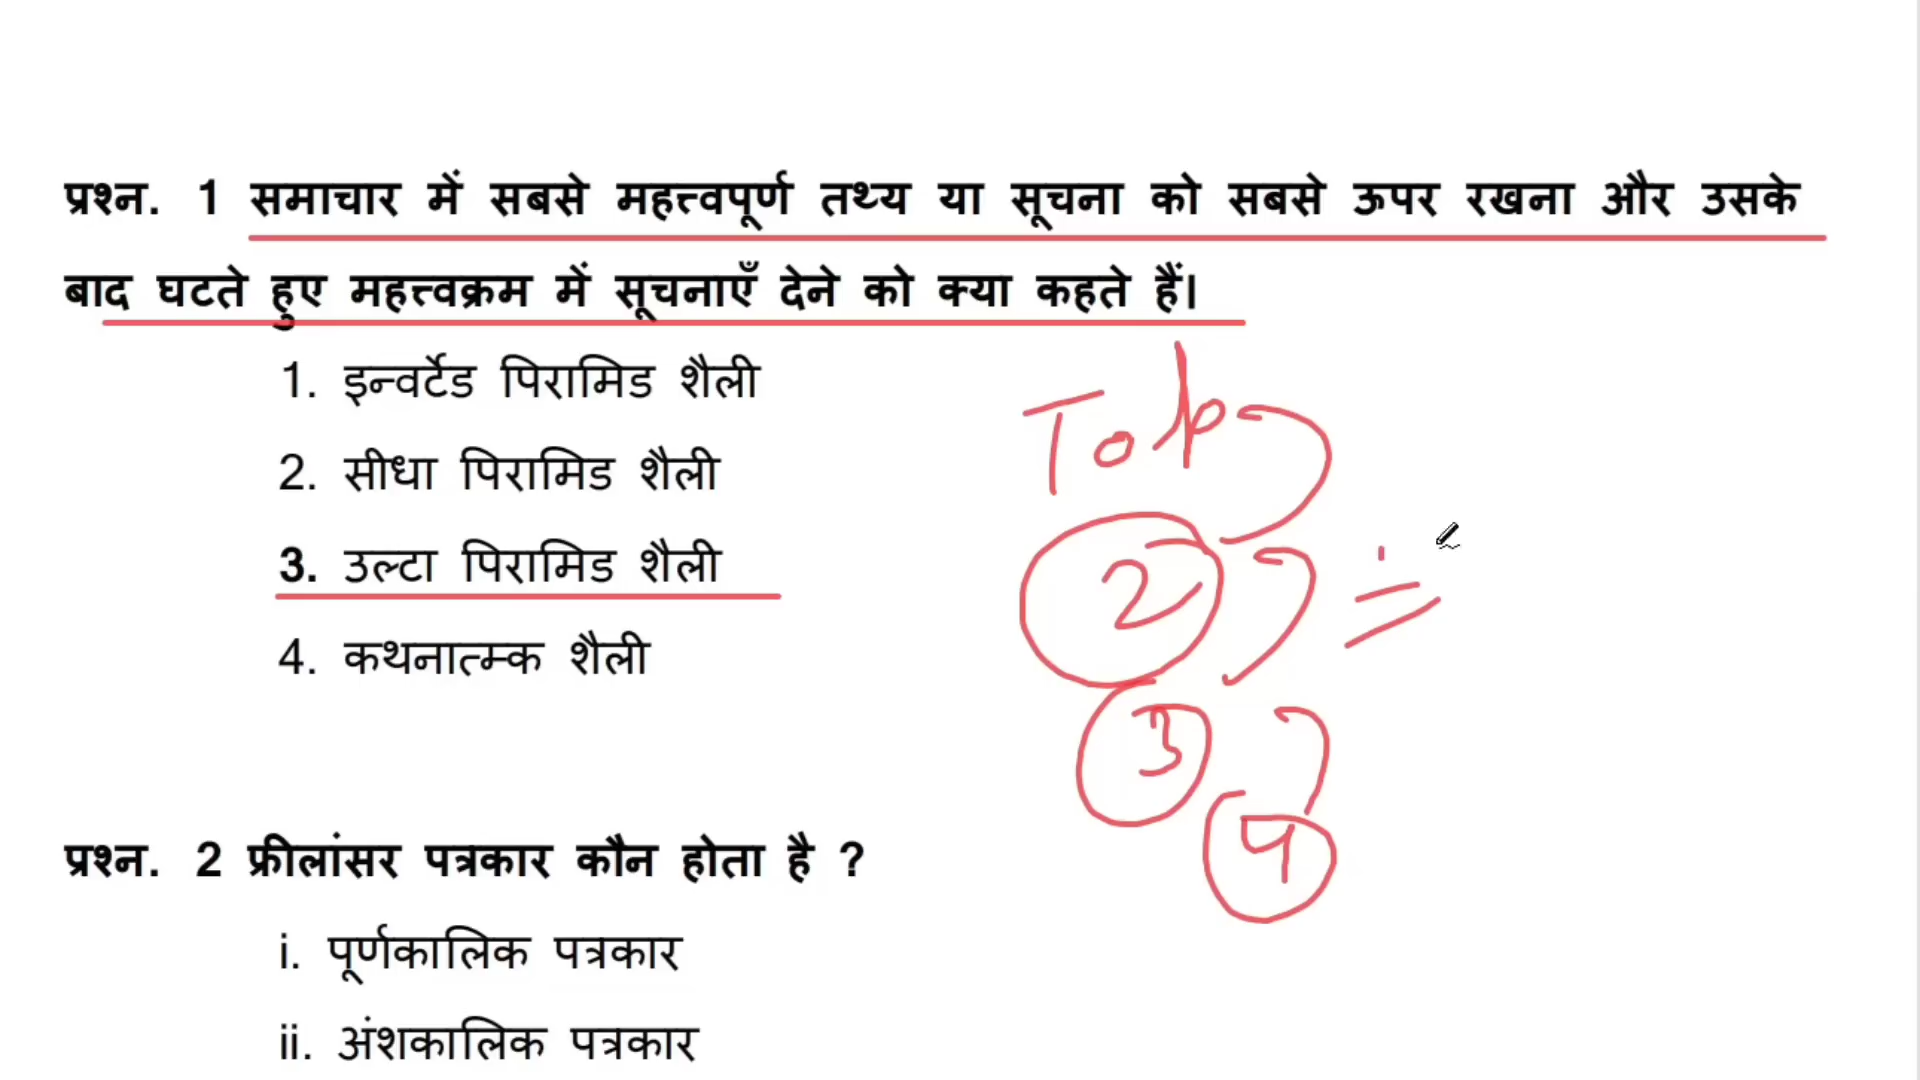 प्रश्न. 1 समाचार में सबसे महत्त्वपूर्ण तथ्य या सूचना को सबसे ऊपर रखना और उसके
बाद घटते हुए महत्त्वक्रम में सूचनाएँ देने को क्या कहते हैं।
1. इन्वर्टेड पिरामिड शैली
2. सीधा पिरामिड शैली
3. उल्टा पिरामिड शैली
4. कथनात्म्क शैली
Top
2
3
4
प्रश्न. 2 फ्रीलांसर पत्रकार कौन होता है ?
i. पूर्णकालिक पत्रकार
ii. अंशकालिक पत्रकार